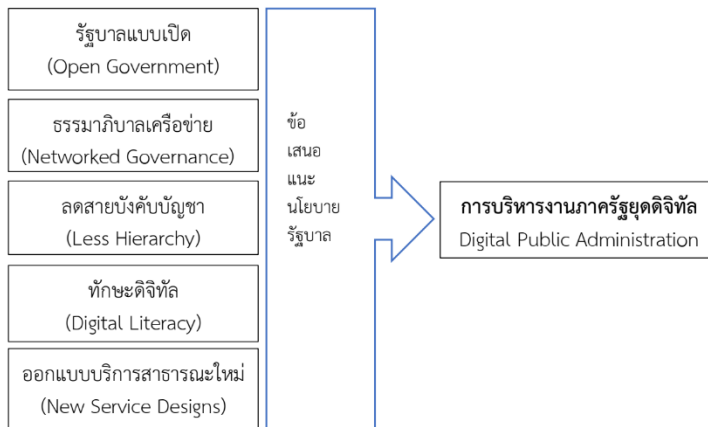 รัฐบาลแบบเปิด
(Open Government)
ธรรมาภิบาลเครือข่าย
(Networked Governance)
ลดสายบังคับบัญชา
(Less Hierarchy)
ทักษะดิจิทัล
(Digital Literacy)
ออกแบบบริการสาธารณะใหม่
(New Service Designs)
ข้อ
เสนอ
แนะ
นโยบาย
รัฐบาล
การบริหารงานภาครัฐยุดดิจิทัล
Digital Public Administration